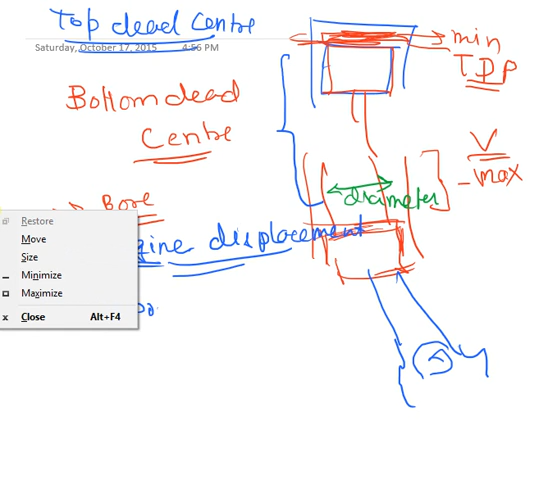 Top dead centre
Saturday, October 17, 2015 4:56 PM
min
TDP
Bottom dead
Centre
V
max
diameter
Bore
gine displacement
Restore
Move
Size
Minimize
Maximize
Close Alt+F4